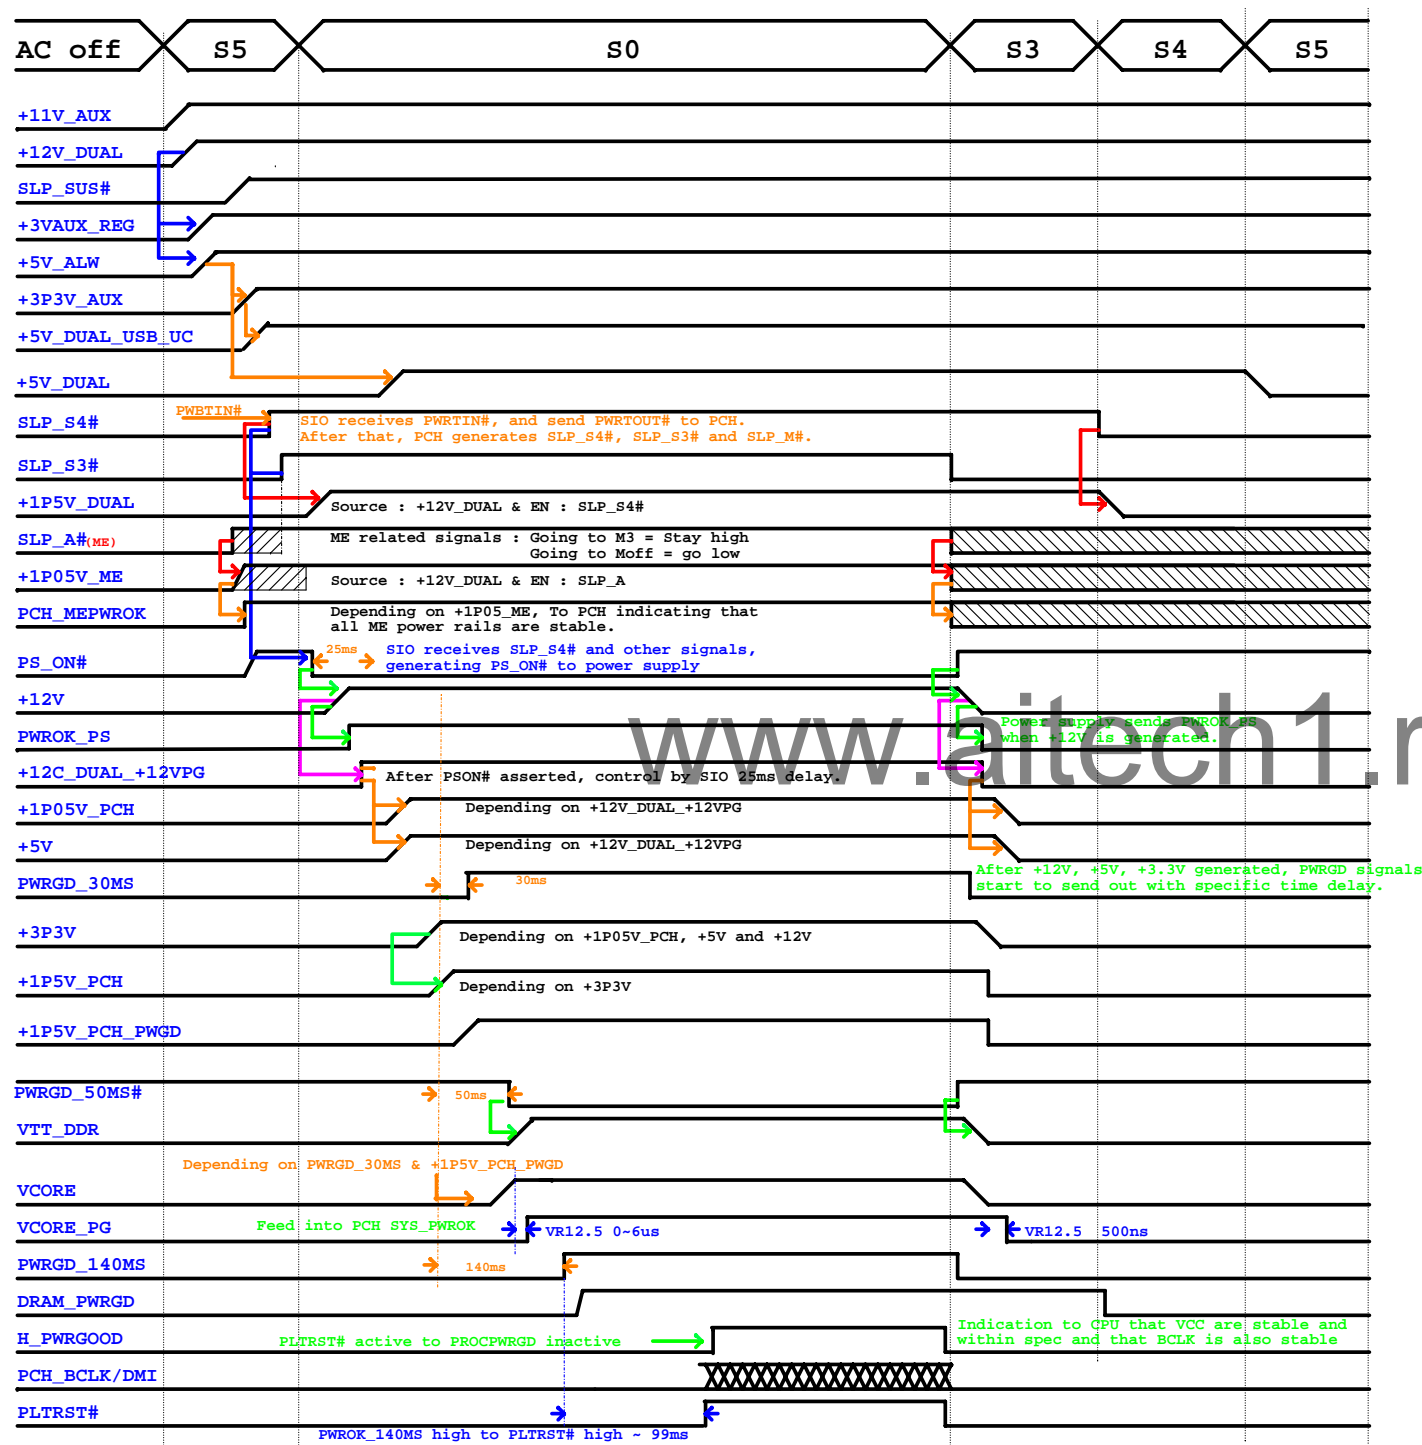 AC off S5 S0 S3 S4 S5
+11V_AUX
+12V_DUAL
SLP_SUS#
+3VAUX_REG
+5V_ALW
+3P3V_AUX
+5V_DUAL_USB_UC
+5V_DUAL
PWBTIN#
SLP_S4#
SIO receives PWRTIN#, and send PWRTOUT# to PCH.
After that, PCH generates SLP_S4#, SLP_S3# and SLP_M#.
SLP_S3#
+1P5V_DUAL
Source : +12V_DUAL & EN : SLP_S4#
SLP_A#(ME)
ME related signals : Going to M3 = Stay high
Going to Moff = go low
+1P05V_ME
Source : +12V_DUAL & EN : SLP_A
PCH_MEPWROK
Depending on +1P05_ME, To PCH indicating that
all ME power rails are stable.
PS_ON#
25ms
SIO receives SLP_S4# and other signals,
generating PS_ON# to power supply
+12V
www.aitech1.r
Power supply sends PWROK_PS
when +12V is generated.
PWROK_PS
+12C_DUAL_+12VPG
After PSON# asserted, control by SIO 25ms delay.
+1P05V_PCH
Depending on +12V_DUAL_+12VPG
+5V
Depending on +12V_DUAL_+12VPG
PWRGD_30MS
30ms
After +12V, +5V, +3.3V generated, PWRGD signals
start to send out with specific time delay.
+3P3V
Depending on +1P05V_PCH, +5V and +12V
+1P5V_PCH
Depending on +3P3V
+1P5V_PCH_PWGD
PWRGD_50MS#
50ms
VTT_DDR
Depending on PWRGD_30MS & +1P5V_PCH_PWGD
VCORE
VCORE_PG
Feed into PCH SYS_PWROK
VR12.5 0~6us
VR12.5 500ns
PWRGD_140MS
140ms
DRAM_PWRGD
H_PWRGOOD
PLTRST# active to PROCPWRGD inactive
Indication to CPU that VCC are stable and
within spec and that BCLK is also stable
PCH_BCLK/DMI
PLTRST#
PWROK_140MS high to PLTRST# high ~ 99ms